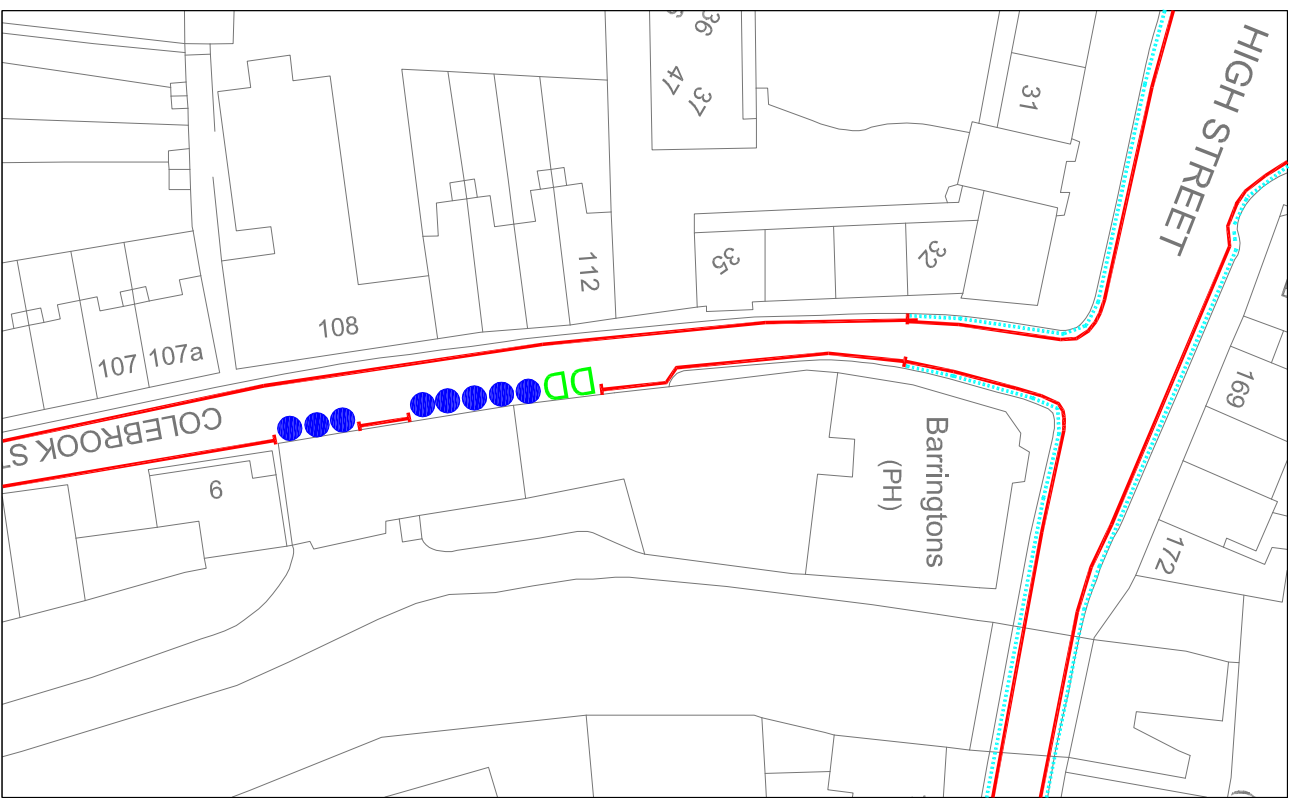 36
47
37
31
HIGH STREET
112
35
32
108
107
107a
DD
COLEBROOK ST
169
6
Barringtons
(PH)
172